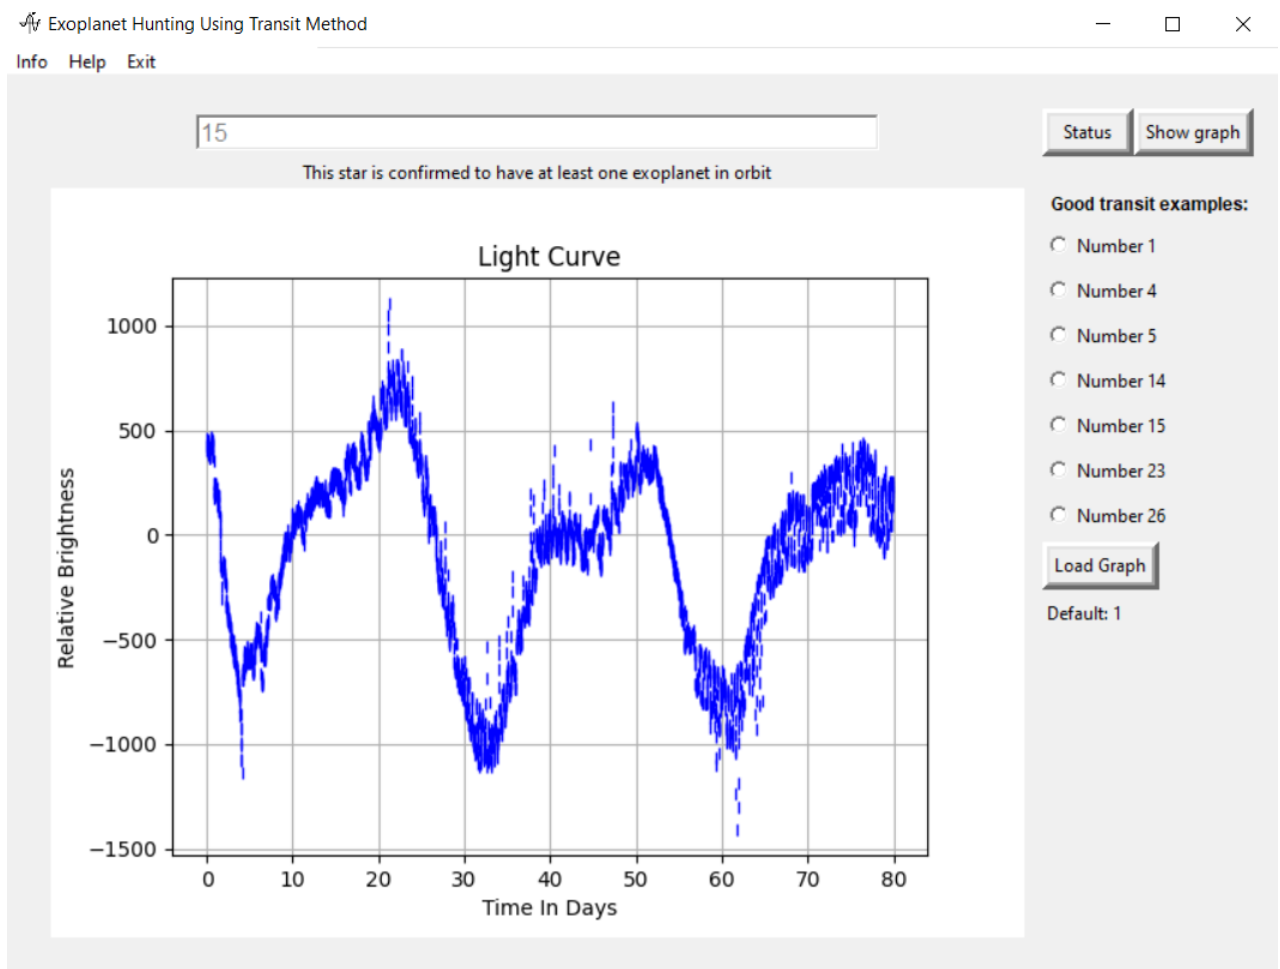 Exoplanet Hunting Using Transit Method
Info Help Exit
15
Status Show graph
This star is confirmed to have at least one exoplanet in orbit
Good transit examples:
Number 1
Number 4
Number 5
Number 14
Number 15
Number 23
Number 26
Load Graph
Default: 1
Light Curve
Relative Brightness
1000
500
0
−500
−1000
−1500
0 10 20 30 40 50 60 70 80
Time In Days